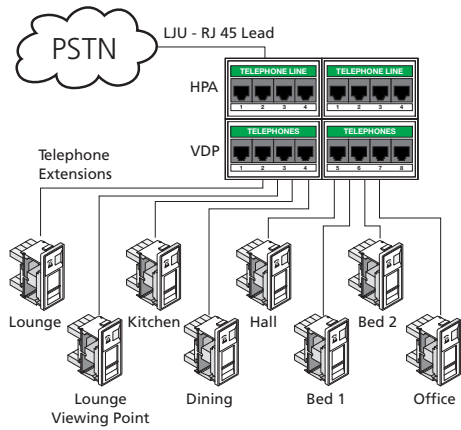 PSTN
LJU - RJ 45 Lead
HPA
TELEPHONE LINE
1 2 3 4
TELEPHONE LINE
1 2 3 4
VDP
TELEPHONES
1 2 3 4
TELEPHONES
5 6 7 8
Telephone
Extensions
Lounge
Kitchen
Hall
Bed 2
Lounge
Viewing Point
Dining
Bed 1
Office